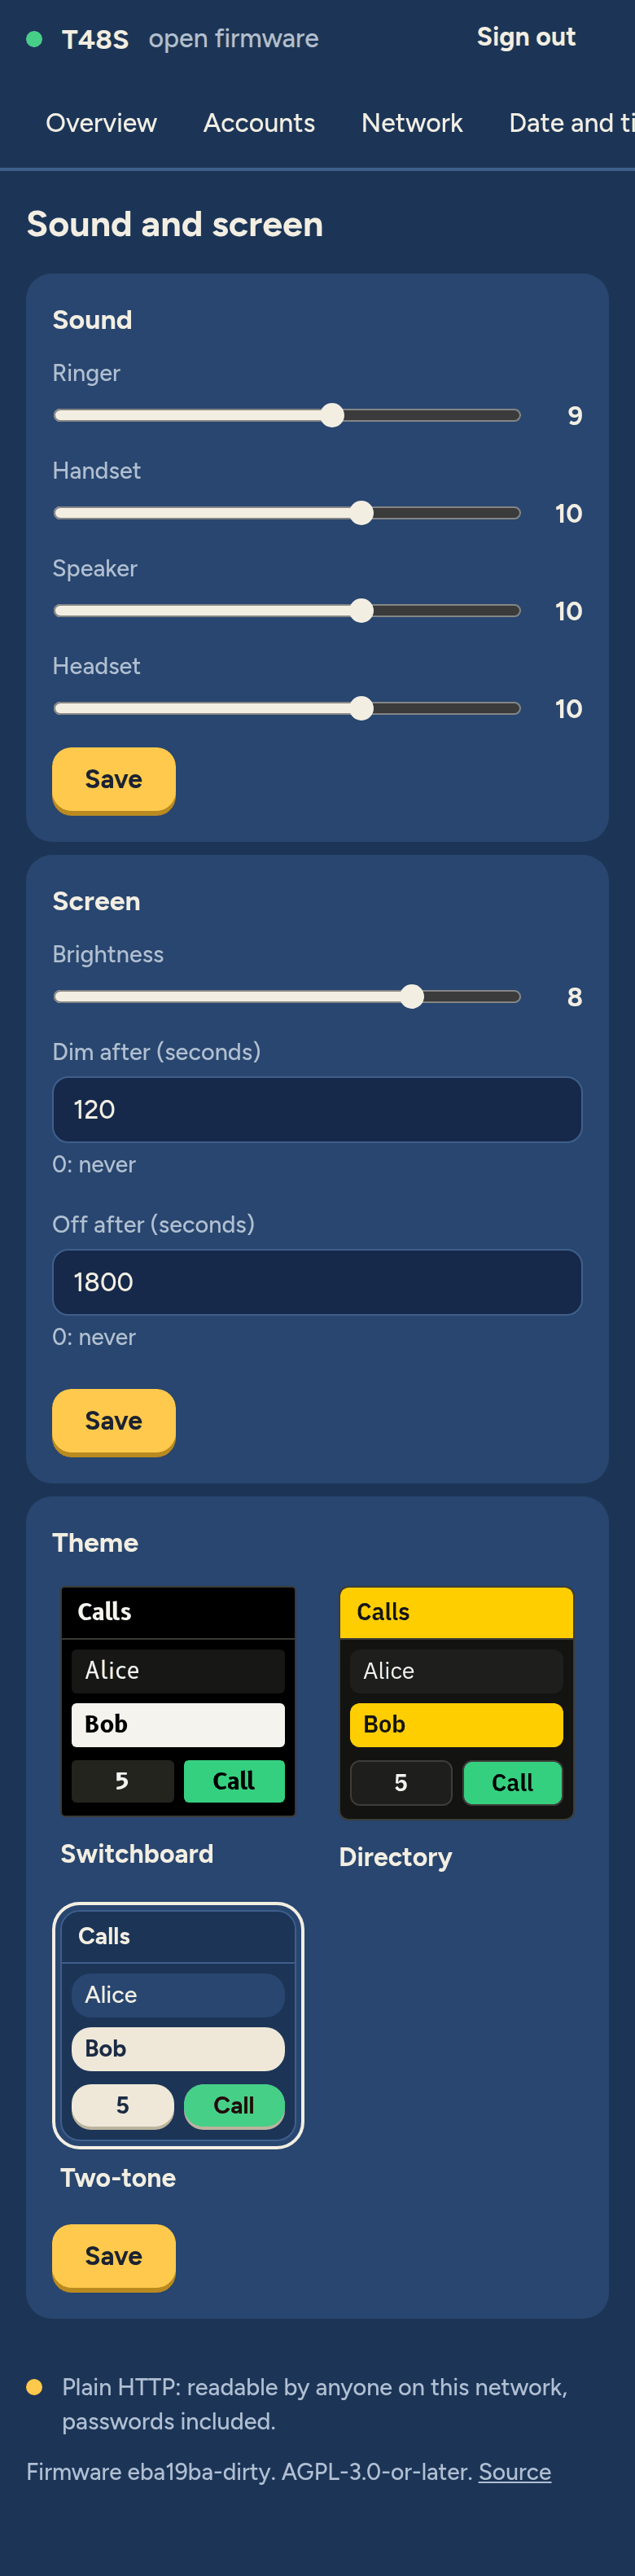 T48S open firmware Sign out
Overview Accounts Network Date and ti
Sound and screen
Sound
Ringer
9
Handset
10
Speaker
10
Headset
10
Save
Screen
Brightness
8
Dim after (seconds)
120
0: never
Off after (seconds)
1800
0: never
Save
Theme
Calls
Alice
Bob
5 Call
Switchboard
Calls
Alice
Bob
5 Call
Directory
Calls
Alice
Bob
5 Call
Two-tone
Save
Plain HTTP: readable by anyone on this network,
passwords included.
Firmware eba19ba-dirty. AGPL-3.0-or-later. Source